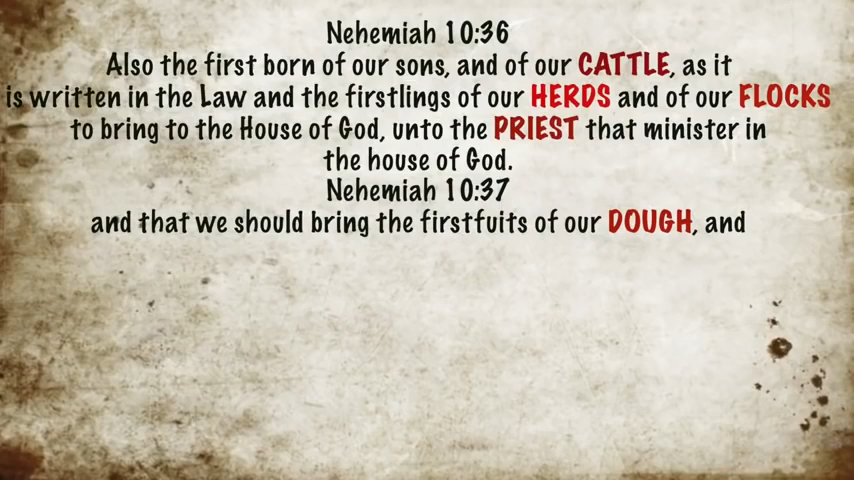 Nehemiah 10:36
Also the first born of our sons, and of our CATTLE, as it
is written in the Law and the firstlings of our HERDS and of our FLOCKS
to bring to the House of God, unto the PRIEST that minister in
the house of God.
Nehemiah 10:37
and that we should bring the firstfuits of our DOUGH, and